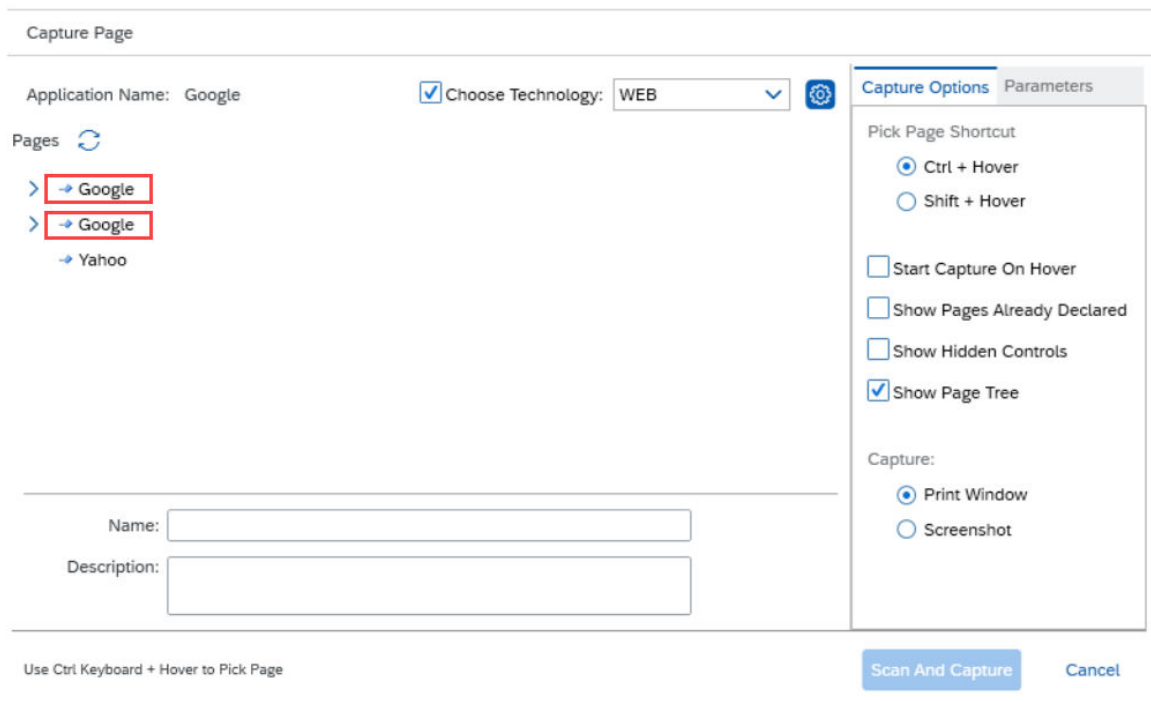 Capture Page
Application Name: Google
Choose Technology: WEB
Pages
Google
Google
Yahoo
Name:
Description:
Capture Options Parameters
Pick Page Shortcut
Ctrl + Hover
Shift + Hover
Start Capture On Hover
Show Pages Already Declared
Show Hidden Controls
Show Page Tree
Capture:
Print Window
Screenshot
Use Ctrl Keyboard + Hover to Pick Page
Scan And Capture Cancel